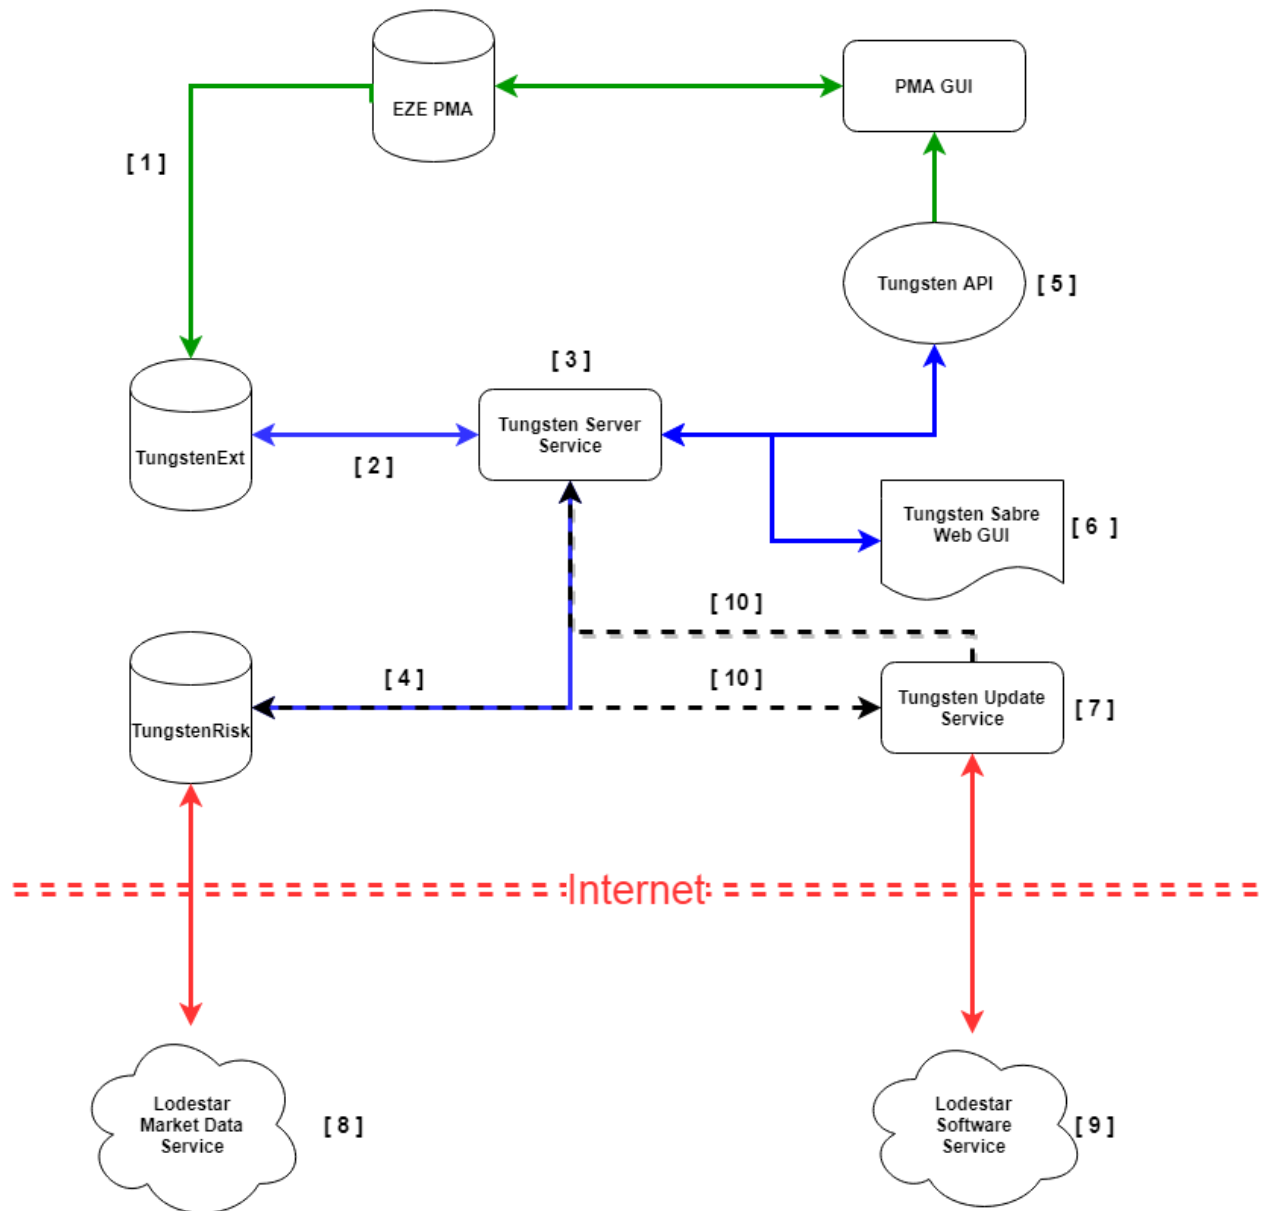 EZE PMA
PMA GUI
[ 1 ]
Tungsten API
[ 5 ]
[ 3 ]
Tungsten Server
Service
TungstenExt
[ 2 ]
Tungsten Sabre
Web GUI
[ 6 ]
[ 10 ]
[ 4 ]
[ 10 ]
Tungsten Update
Service
[ 7 ]
TungstenRisk
Internet
Lodestar
Market Data
Service
[ 8 ]
Lodestar
Software
Service
[ 9 ]